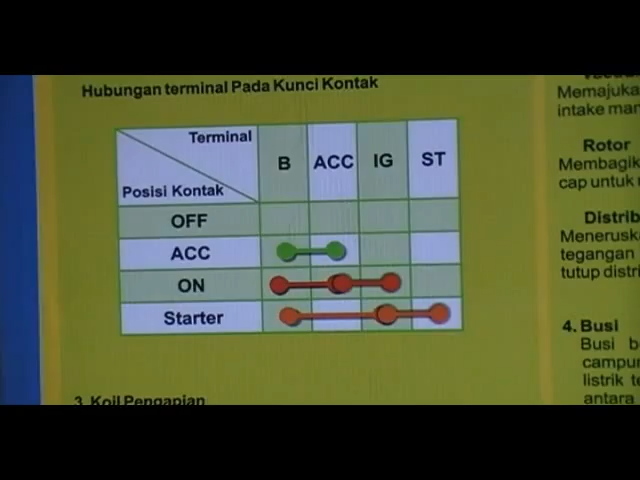 Hubungan terminal Pada Kunci Kontak
Terminal
Posisi Kontak
B ACC IG ST
OFF
ACC
ON
Starter
3. Koil Pengapian
Memajuka
intake man
Rotor
Membagik
cap untuk
Distrib
Meneruska
tegangan
tutup distri
4. Busi
Busi b
campur
listrik te
antara